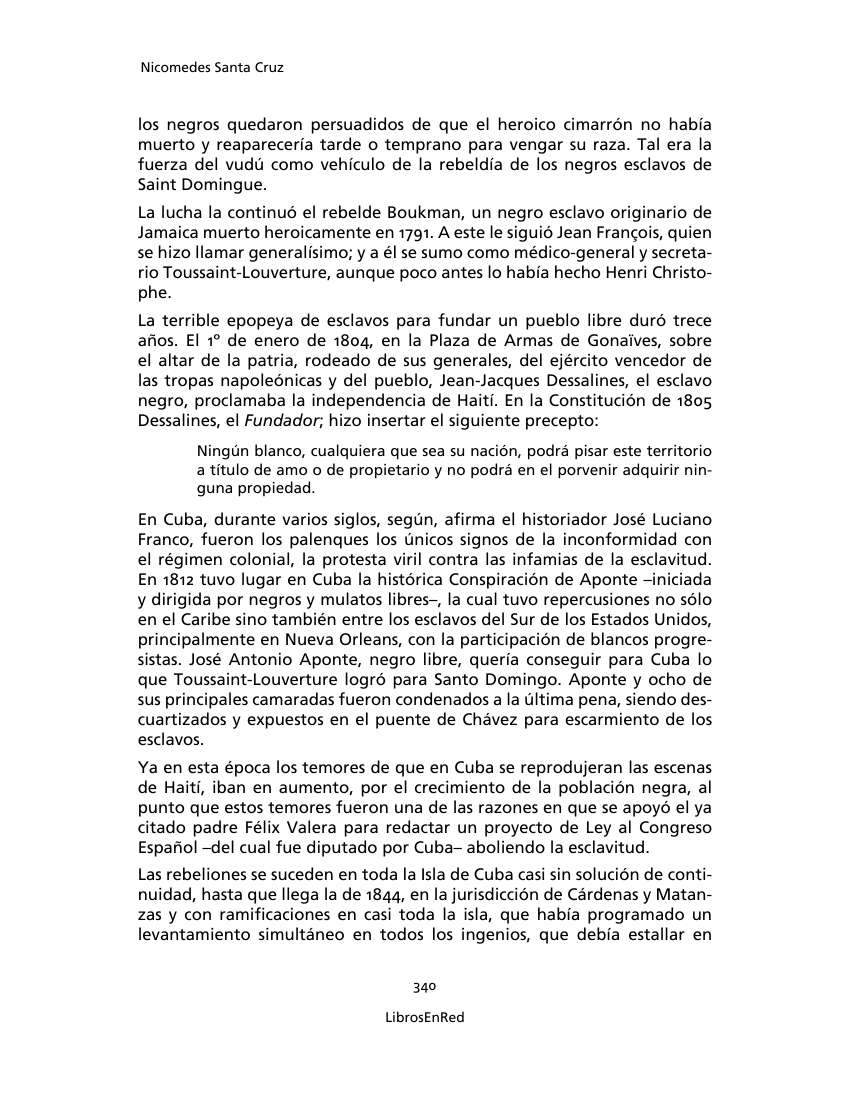 Nicomedes Santa Cruz
los negros quedaron persuadidos de que el heroico cimarrón no había
muerto y reaparecería tarde o temprano para vengar su raza. Tal era la
fuerza del vudú como vehículo de la rebeldía de los negros esclavos de
Saint Domingue.
La lucha la continuó el rebelde Boukman, un negro esclavo originario de
Jamaica muerto heroicamente en 1791. A este le siguió Jean François, quien
se hizo llamar generalísimo; y a él se sumo como médico-general y secreta-
rio Toussaint-Louverture, aunque poco antes lo había hecho Henri Christo-
phe.
La terrible epopeya de esclavos para fundar un pueblo libre duró trece
años. El 1º de enero de 1804, en la Plaza de Armas de Gonaïves, sobre
el altar de la patria, rodeado de sus generales, del ejército vencedor de
las tropas napoleónicas y del pueblo, Jean-Jacques Dessalines, el esclavo
negro, proclamaba la independencia de Haití. En la Constitución de 1805
Dessalines, el Fundador; hizo insertar el siguiente precepto:
Ningún blanco, cualquiera que sea su nación, podrá pisar este territorio
a título de amo o de propietario y no podrá en el porvenir adquirir nin-
guna propiedad.
En Cuba, durante varios siglos, según, afirma el historiador José Luciano
Franco, fueron los palenques los únicos signos de la inconformidad con
el régimen colonial, la protesta viril contra las infamias de la esclavitud.
En 1812 tuvo lugar en Cuba la histórica Conspiración de Aponte –iniciada
y dirigida por negros y mulatos libres–, la cual tuvo repercusiones no sólo
en el Caribe sino también entre los esclavos del Sur de los Estados Unidos,
principalmente en Nueva Orleans, con la participación de blancos progre-
sistas. José Antonio Aponte, negro libre, quería conseguir para Cuba lo
que Toussaint-Louverture logró para Santo Domingo. Aponte y ocho de
sus principales camaradas fueron condenados a la última pena, siendo des-
cuartizados y expuestos en el puente de Chávez para escarmiento de los
esclavos.
Ya en esta época los temores de que en Cuba se reprodujeran las escenas
de Haití, iban en aumento, por el crecimiento de la población negra, al
punto que estos temores fueron una de las razones en que se apoyó el ya
citado padre Félix Valera para redactar un proyecto de Ley al Congreso
Español –del cual fue diputado por Cuba– aboliendo la esclavitud.
Las rebeliones se suceden en toda la Isla de Cuba casi sin solución de conti-
nuidad, hasta que llega la de 1844, en la jurisdicción de Cárdenas y Matan-
zas y con ramificaciones en casi toda la isla, que había programado un
levantamiento simultáneo en todos los ingenios, que debía estallar en
340
LibrosEnRed